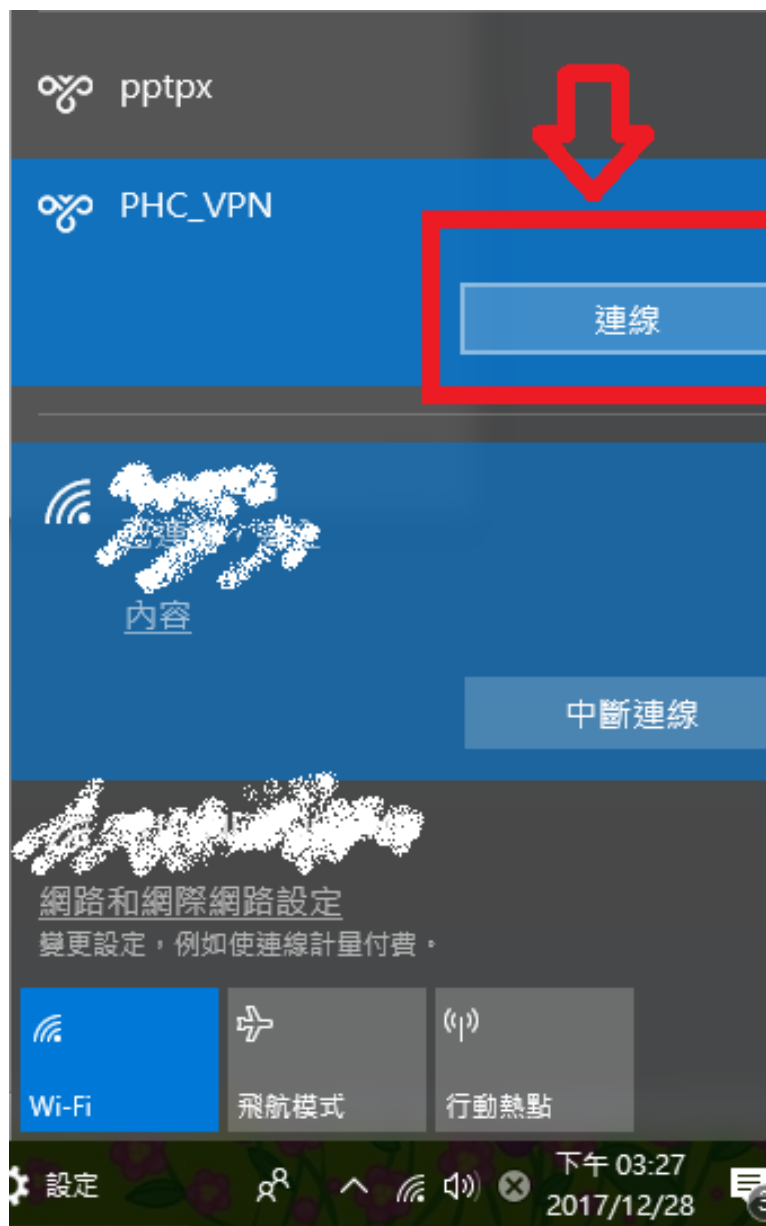 pptpx
PHC_VPN
連線
內容
中斷連線
網路和網際網路設定
變更設定，例如使連線計量付費。
Wi-Fi
飛航模式
行動熱點
設定
下午 03:27
2017/12/28